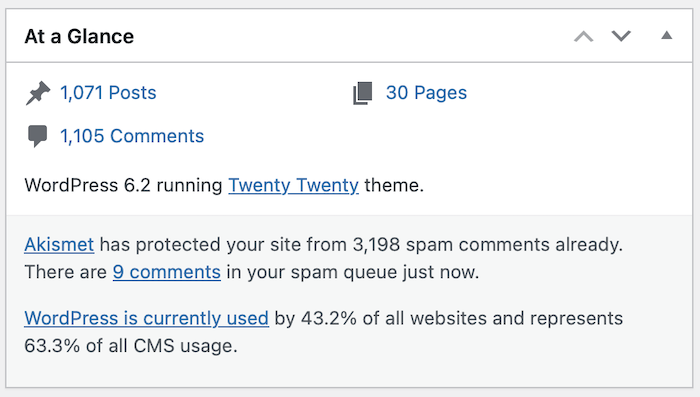 At a Glance
1,071 Posts
30 Pages
1,105 Comments
WordPress 6.2 running Twenty Twenty theme.
Akismet has protected your site from 3,198 spam comments already.
There are 9 comments in your spam queue just now.
WordPress is currently used by 43.2% of all websites and represents
63.3% of all CMS usage.